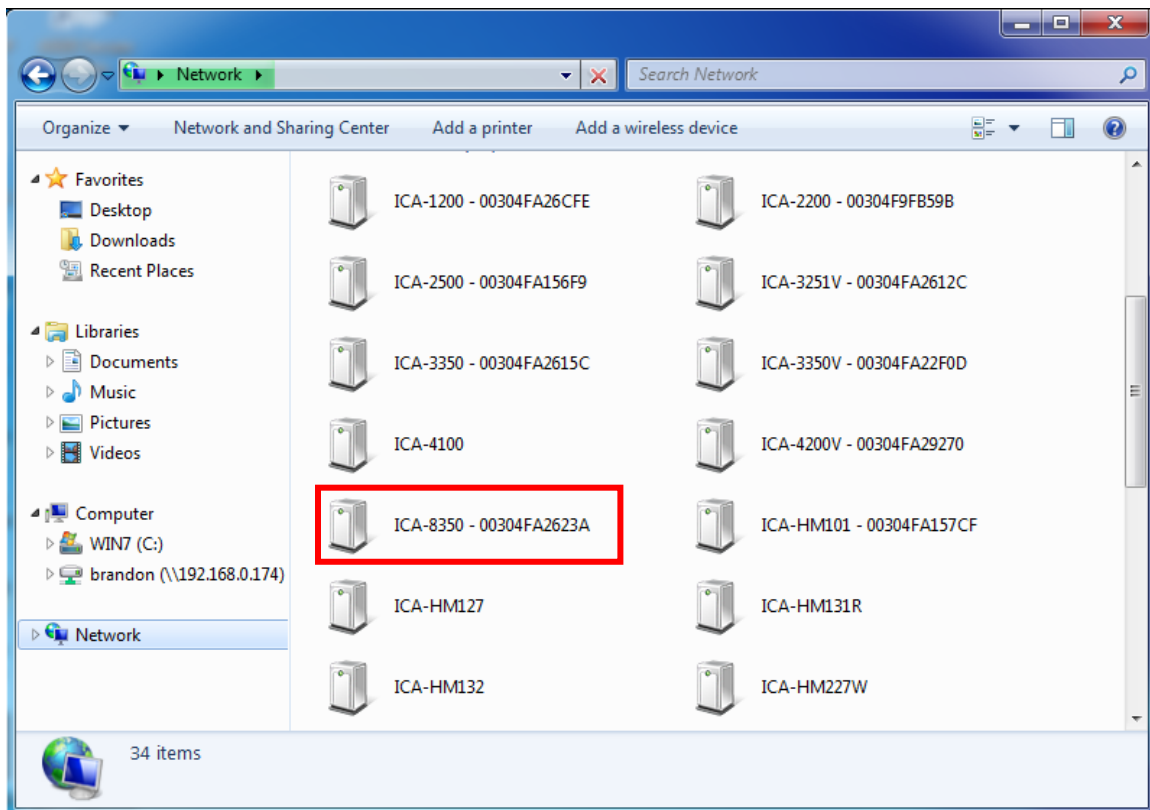 Network
Search Network
Organize
Network and Sharing Center
Add a printer
Add a wireless device
Favorites
Desktop
Downloads
Recent Places
Libraries
Documents
Music
Pictures
Videos
Computer
WIN7 (C:)
brandon (\\192.168.0.174)
Network
ICA-1200 - 00304FA26CFE
ICA-2200 - 00304F9FB59B
ICA-2500 - 00304FA156F9
ICA-3251V - 00304FA2612C
ICA-3350 - 00304FA2615C
ICA-3350V - 00304FA22F0D
ICA-4100
ICA-4200V - 00304FA29270
ICA-8350 - 00304FA2623A
ICA-HM101 - 00304FA157CF
ICA-HM127
ICA-HM131R
ICA-HM132
ICA-HM227W
34 items